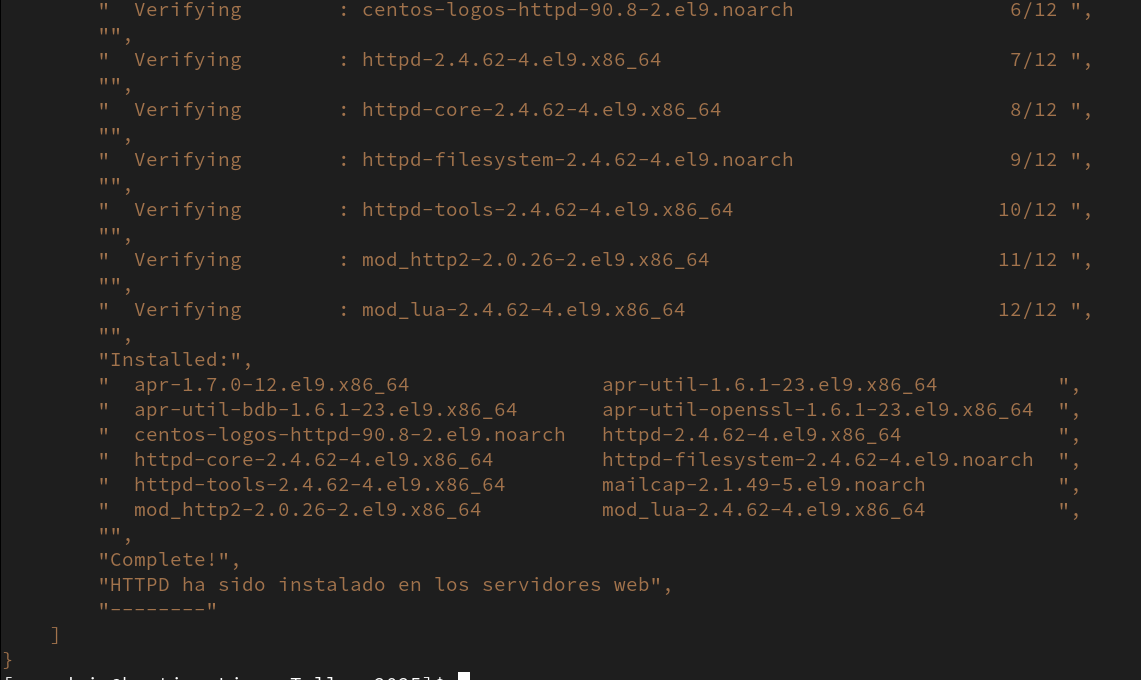 "  Verifying        : centos-logos-httpd-90.8-2.el9.noarch                  6/12 ",
"",
"  Verifying        : httpd-2.4.62-4.el9.x86_64                             7/12 ",
"",
"  Verifying        : httpd-core-2.4.62-4.el9.x86_64                        8/12 ",
"",
"  Verifying        : httpd-filesystem-2.4.62-4.el9.noarch                  9/12 ",
"",
"  Verifying        : httpd-tools-2.4.62-4.el9.x86_64                      10/12 ",
"",
"  Verifying        : mod_http2-2.0.26-2.el9.x86_64                        11/12 ",
"",
"  Verifying        : mod_lua-2.4.62-4.el9.x86_64                          12/12 ",
"",
"Installed:",
"  apr-1.7.0-12.el9.x86_64                apr-util-1.6.1-23.el9.x86_64          ",
"  apr-util-bdb-1.6.1-23.el9.x86_64       apr-util-openssl-1.6.1-23.el9.x86_64  ",
"  centos-logos-httpd-90.8-2.el9.noarch   httpd-2.4.62-4.el9.x86_64             ",
"  httpd-core-2.4.62-4.el9.x86_64         httpd-filesystem-2.4.62-4.el9.noarch  ",
"  httpd-tools-2.4.62-4.el9.x86_64        mailcap-2.1.49-5.el9.noarch           ",
"  mod_http2-2.0.26-2.el9.x86_64          mod_lua-2.4.62-4.el9.x86_64           ",
"",
"Complete!",
"HTTPD ha sido instalado en los servidores web",
"--------"
]
}